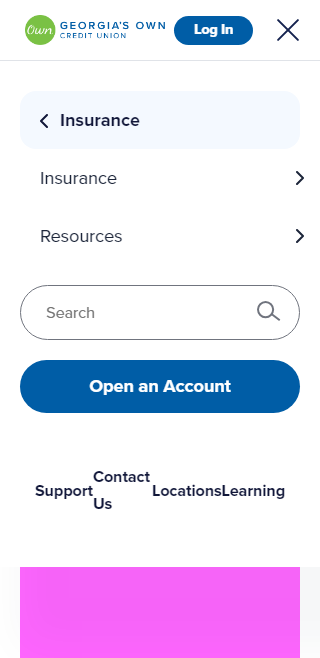 Own
GEORGIA'S OWN
CREDIT UNION
Log In
Insurance
Insurance
Resources
Search
Open an Account
Support
Contact
Us
Locations
Learning